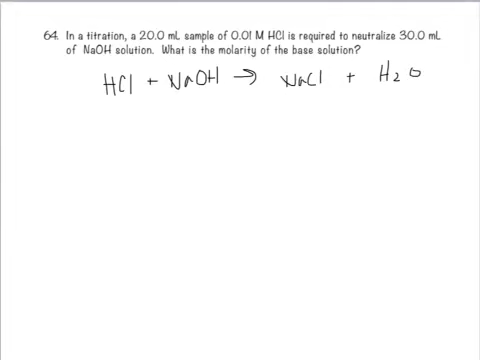 64. In a titration, a 20.0 mL sample of 0.01 M HCl is required to neutralize 30.0 mL
of NaOH solution. What is the molarity of the base solution?
HCl + NaOH → NaCl + H2O